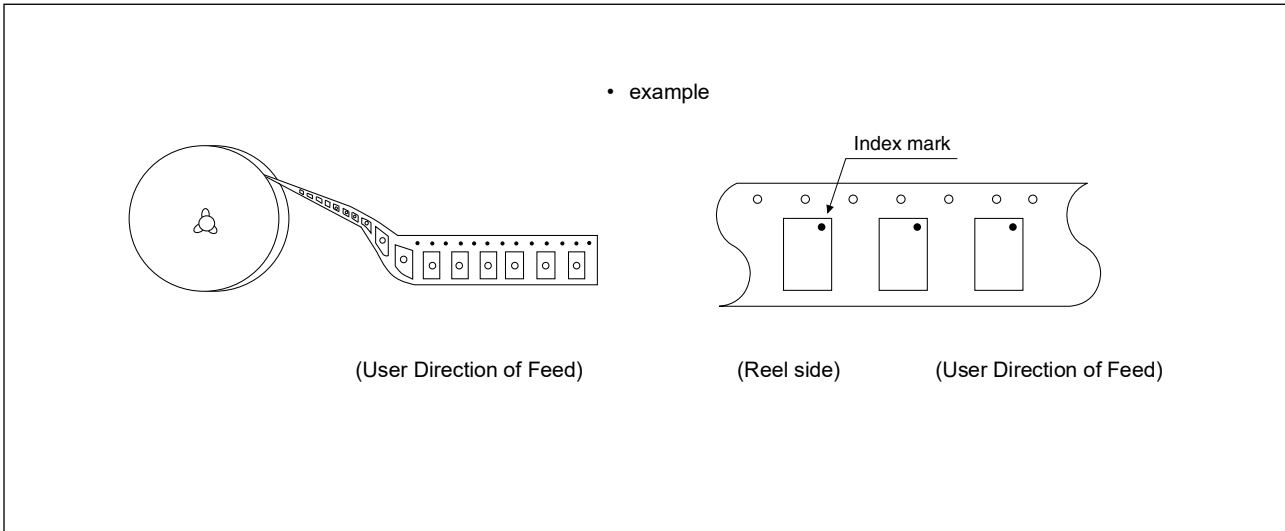 • example
Index mark
(User Direction of Feed)
(Reel side)
(User Direction of Feed)